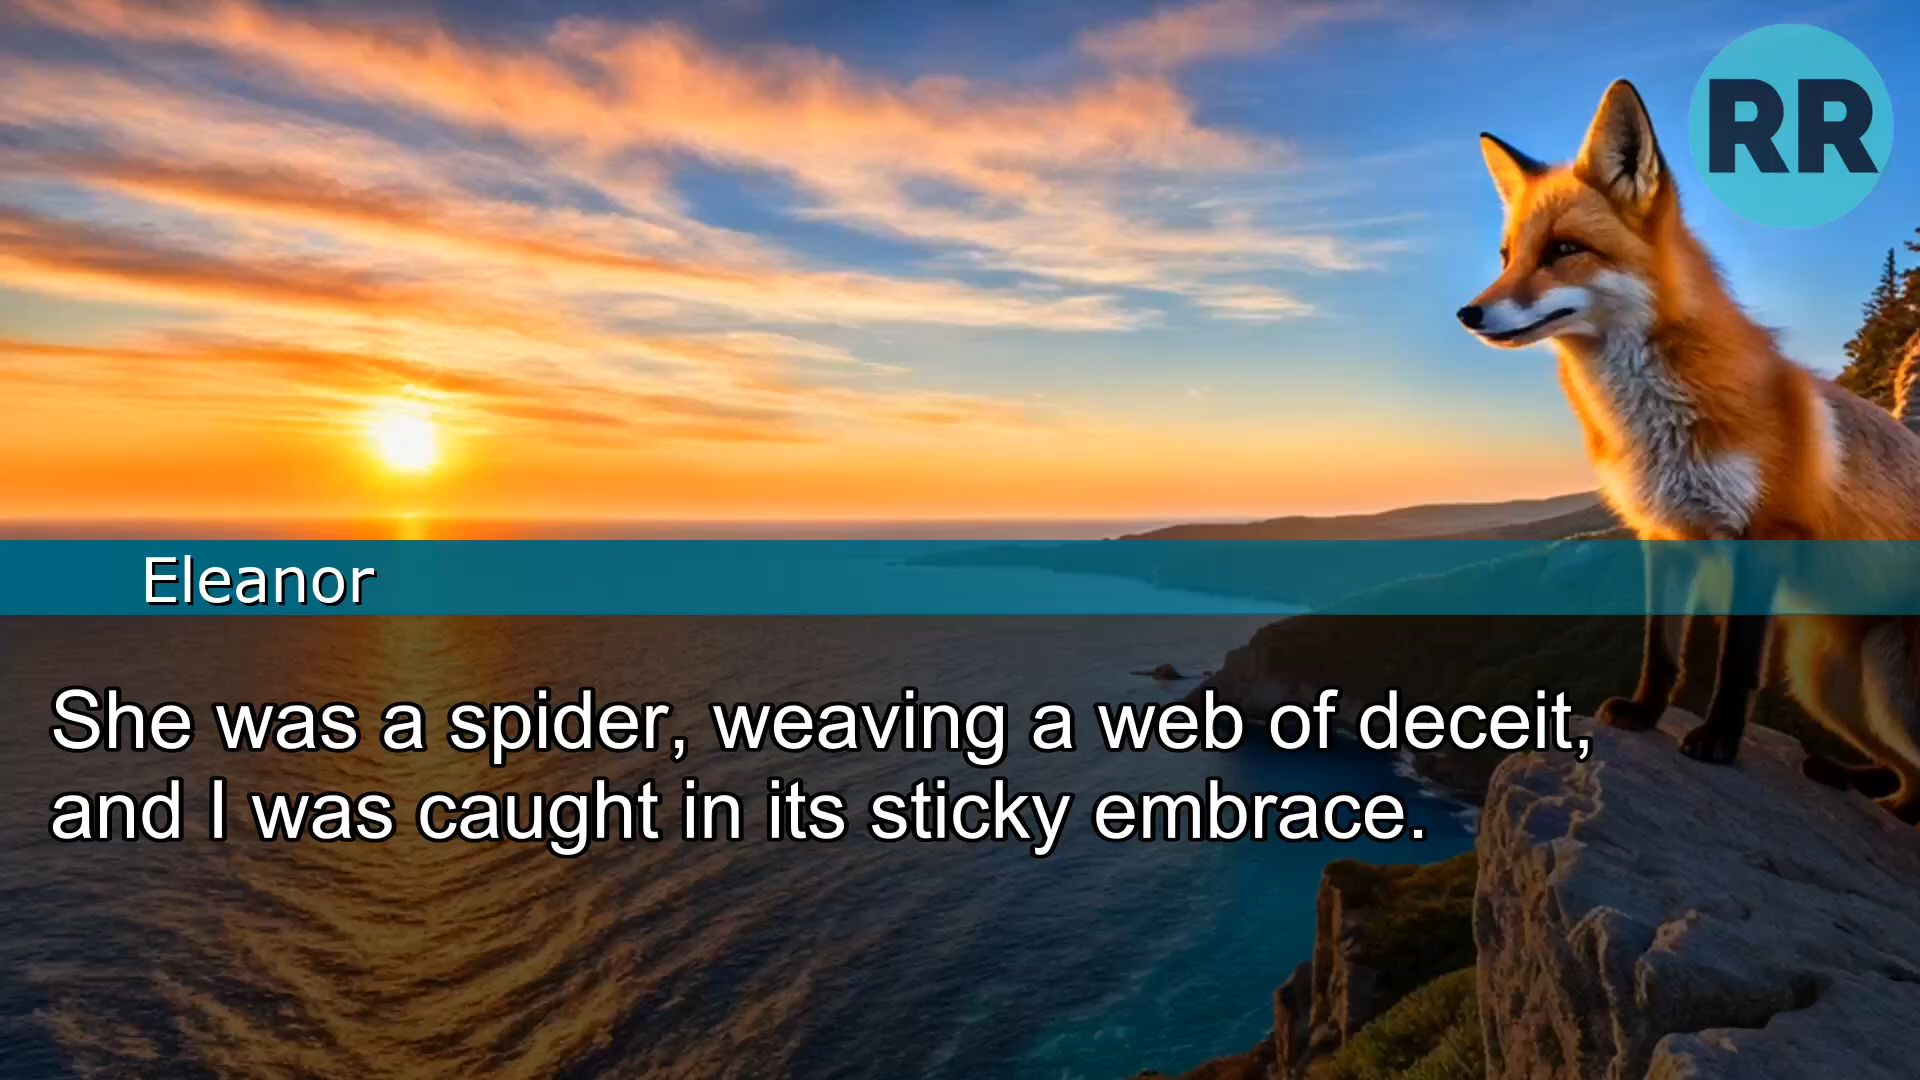 RR
Eleanor
She was a spider, weaving a web of deceit,
and I was caught in its sticky embrace.